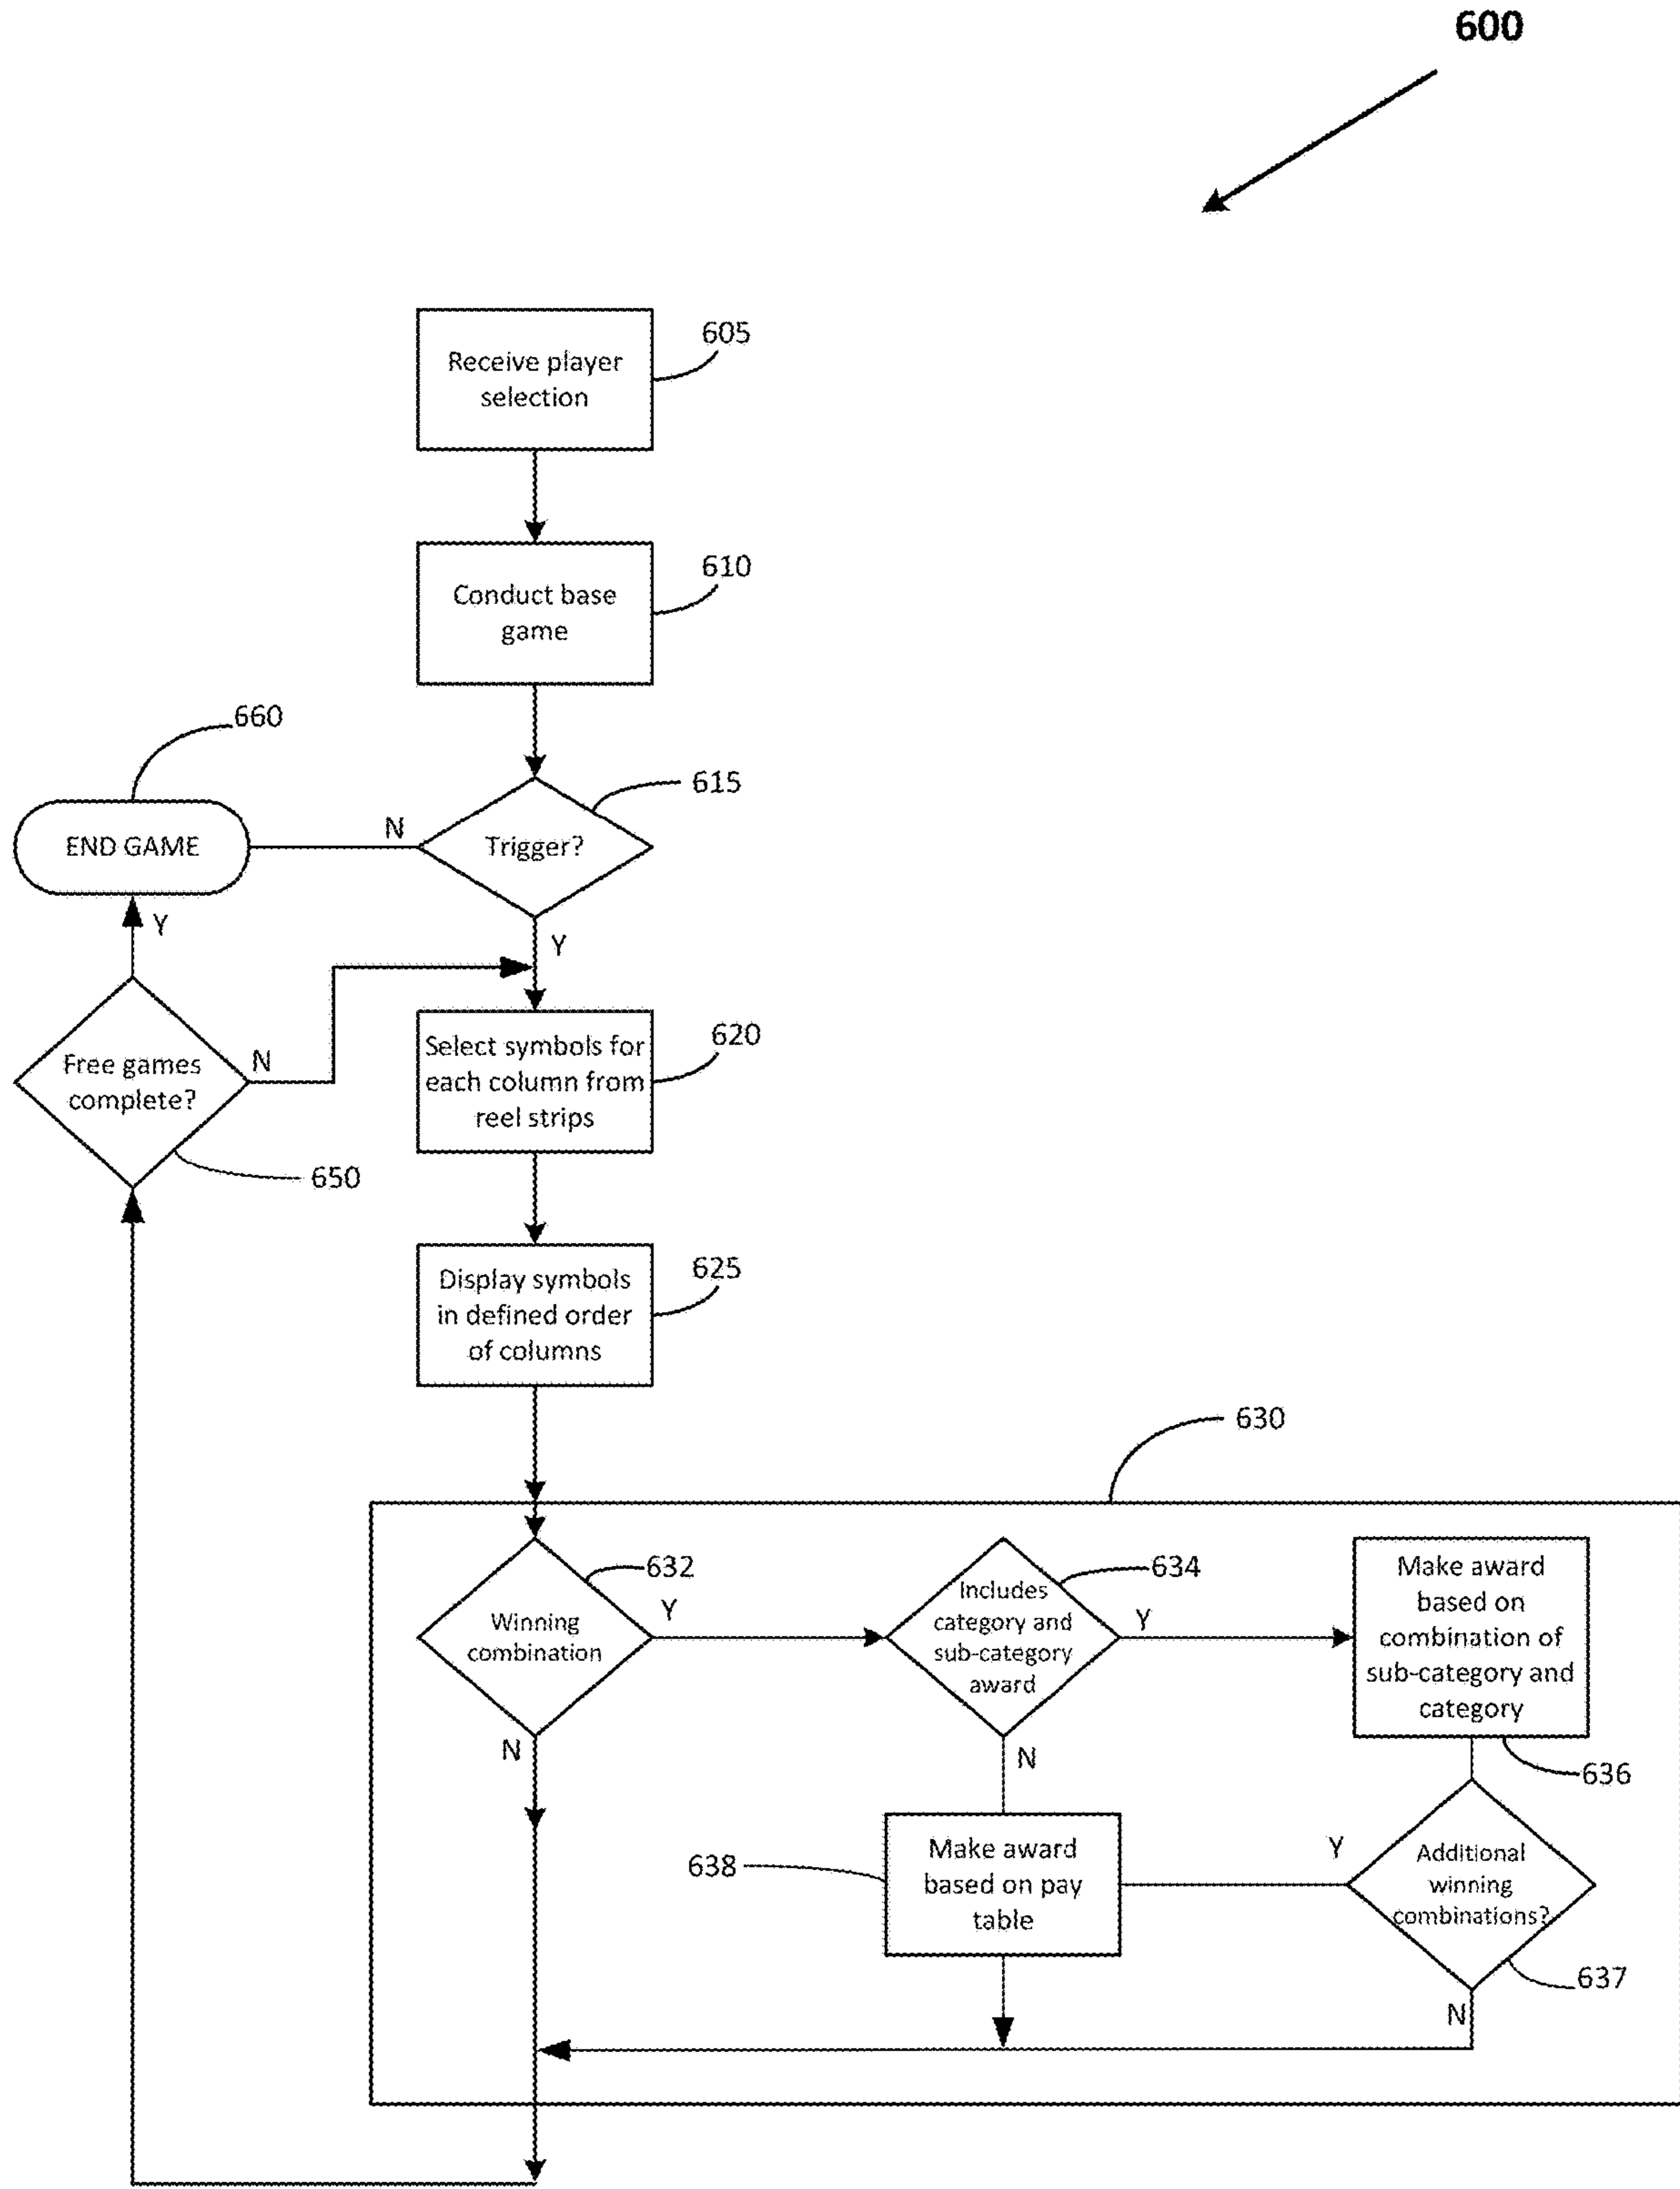 600
605
Receive player
selection
610
Conduct base
game
660
615
END GAME
N
Trigger?
Y
Y
620
Select symbols for
each column from
reel strips
Free games
complete?
N
650
625
Display symbols
in defined order
of columns
630
632
Winning
combination
Y
N
634
Includes
category and
sub-category
award
Y
N
Make award
based on
combination of
sub-category and
category
636
638
Make award
based on pay
table
Y
Additional
winning
combinations?
637
N